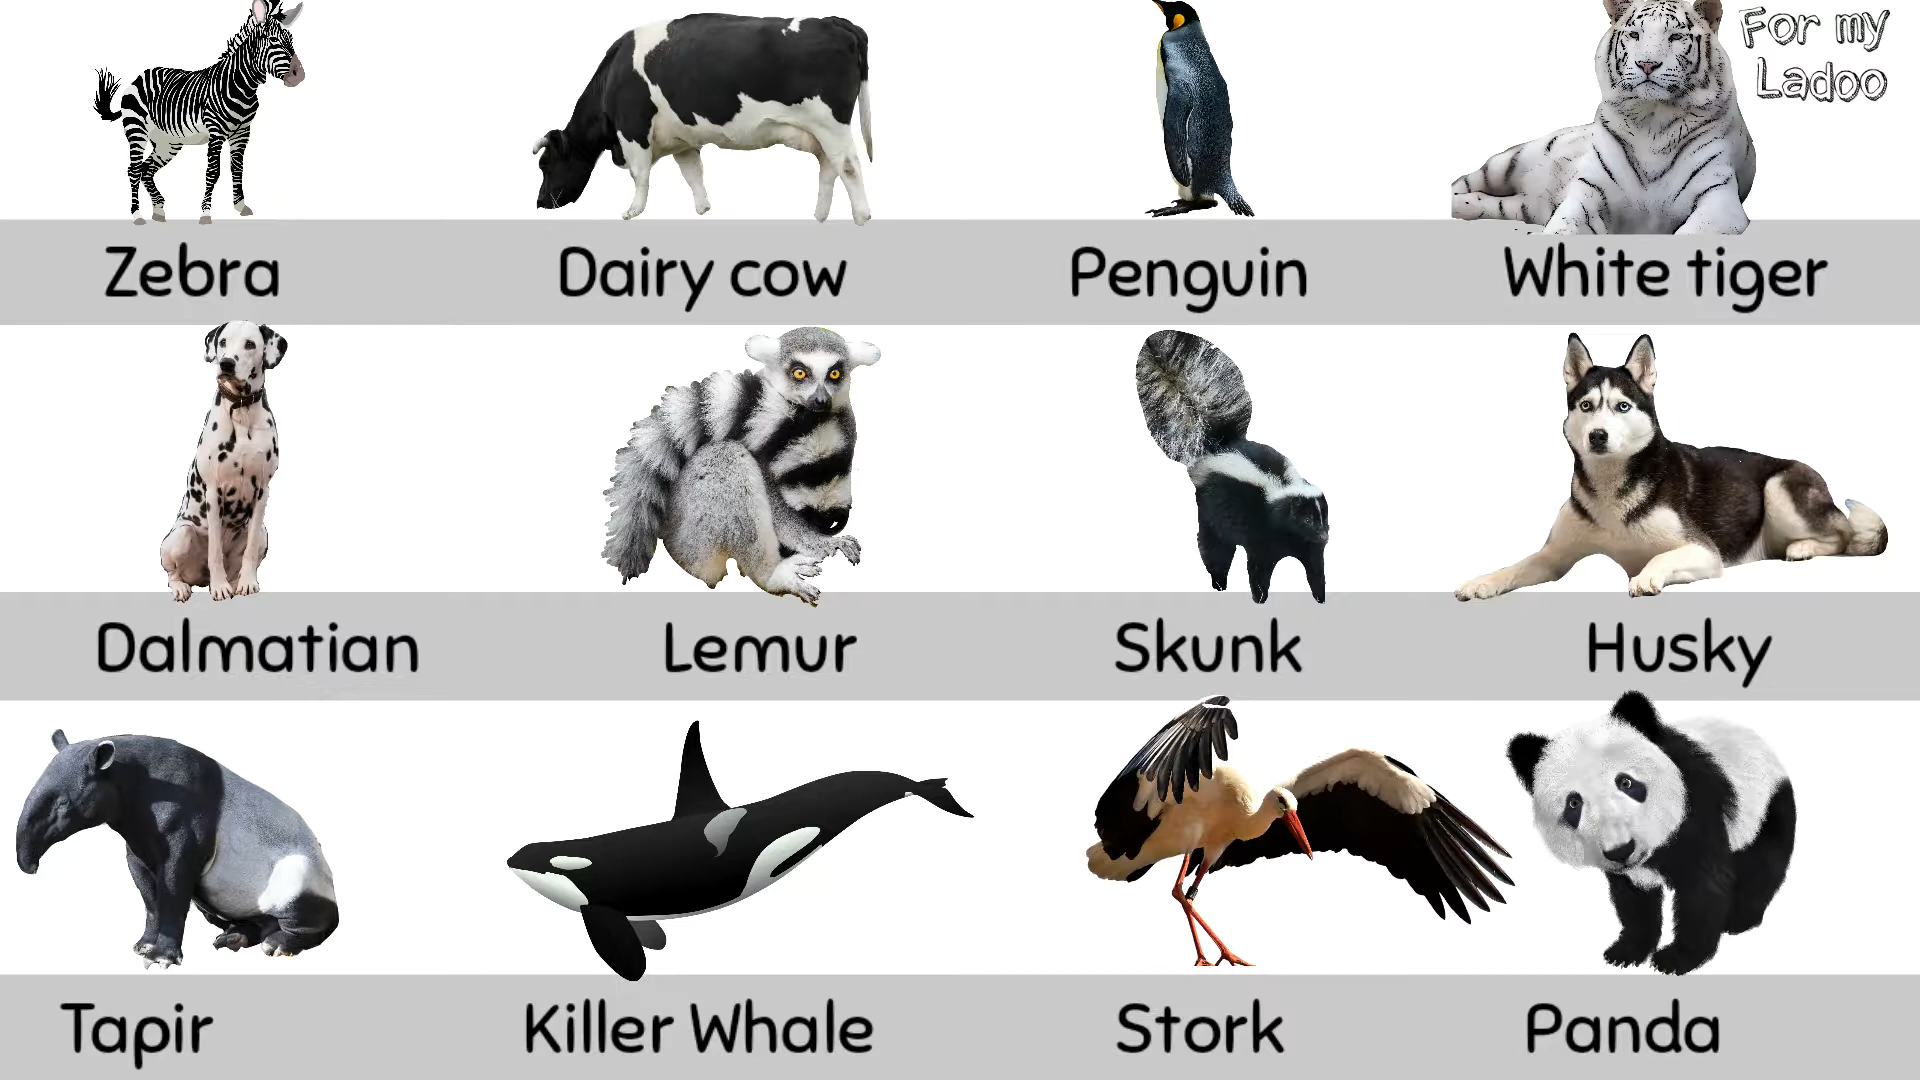 For my
Ladoo
Zebra
Dairy cow
Penguin
White tiger
Dalmatian
Lemur
Skunk
Husky
Tapir
Killer Whale
Stork
Panda